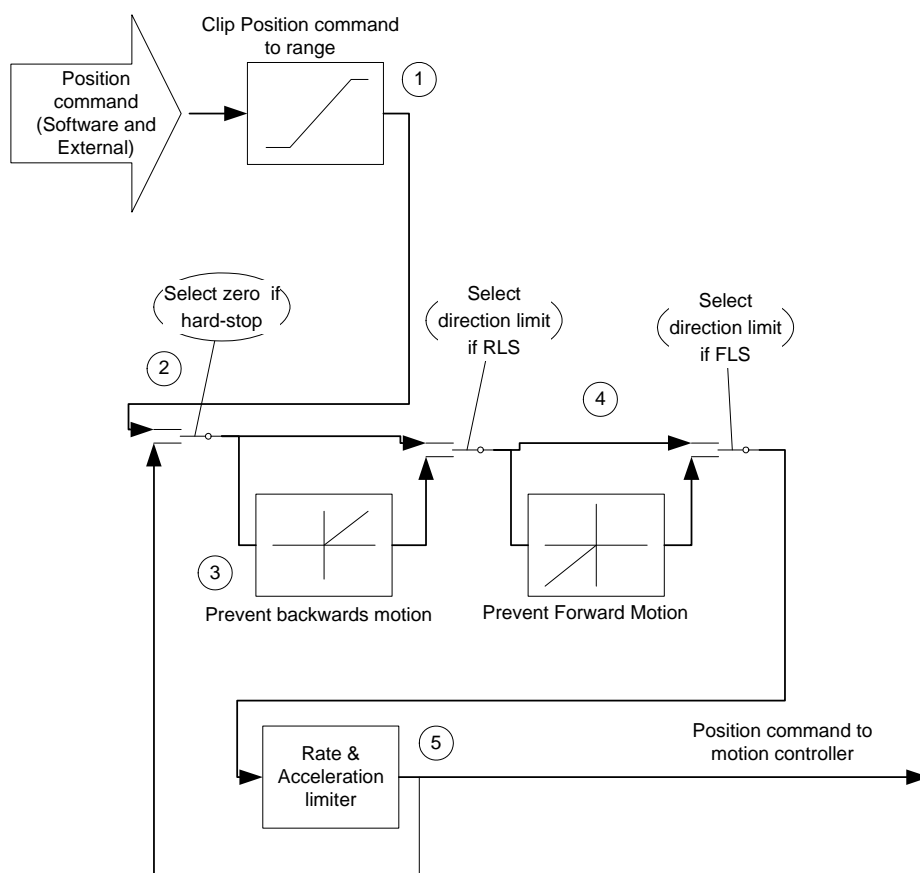 Clip Position command
to range
1
Position
command
(Software and
External)
Select zero if
hard-stop
Select
direction limit
if RLS
Select
direction limit
if FLS
2
4
3
Prevent backwards motion
Prevent Forward Motion
5
Rate &
Acceleration
limiter
Position command to
motion controller